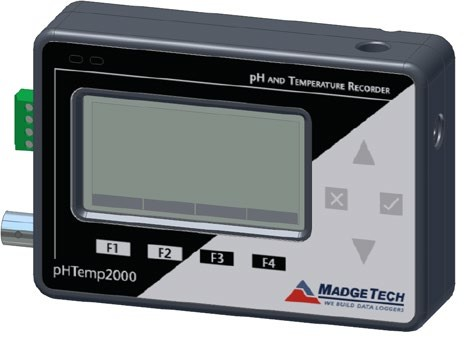 pH AND TEMPERATURE RECORDER
F1 F2 F3 F4
pHTemp2000
MADGETECH
WE BUILD DATA LOGGERS